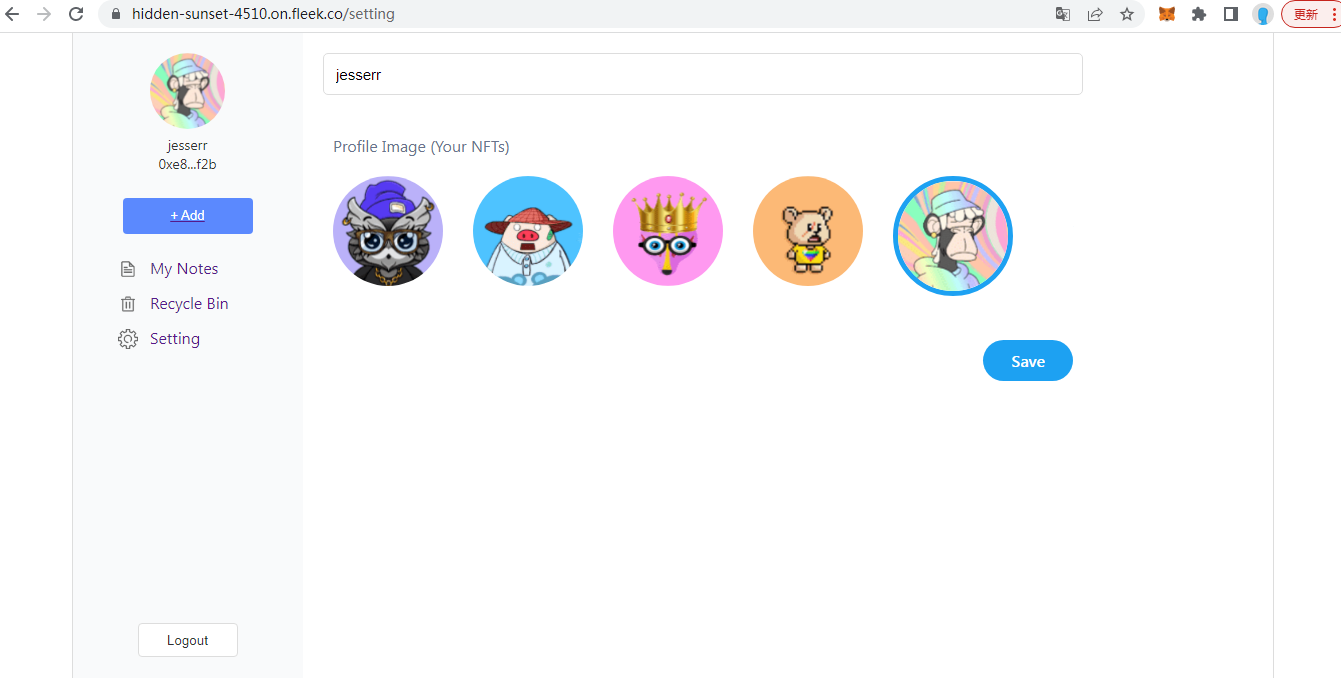 hidden-sunset-4510.on.fleek.co/setting
更新
jesserr
0xe8...f2b
+ Add
My Notes
Recycle Bin
Setting
Logout
jesserr
Profile Image (Your NFTs)
Save